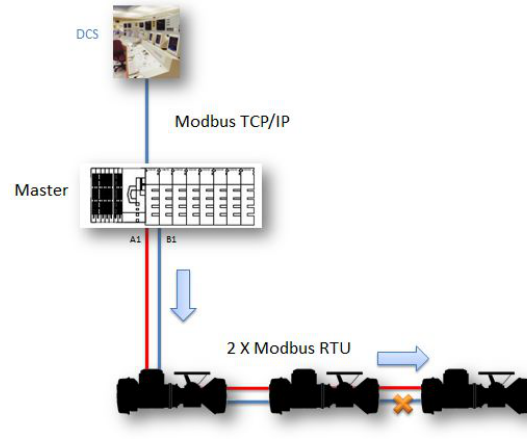 DCS
Modbus TCP/IP
Master
A1
B1
2 X Modbus RTU